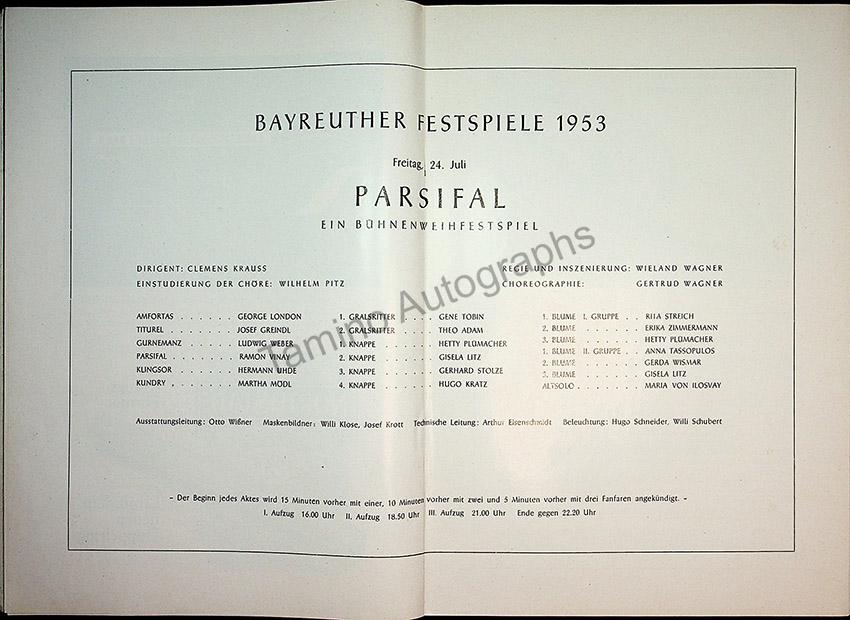 BAYREUTHER FESTSPIELE 1953
Freitag, 24. Juli
PARSIFAL
EIN BÜHNENWEIHFESTSPIEL
DIRIGENT: CLEMENS KRAUSS REGIE UND INSZENIERUNG: WIELAND WAGNER
EINSTUDIERUNG DER CHÖRE: WILHELM PITZ CHOREOGRAPHIE: GERTRUD WAGNER
AMFORTAS . . . . . . GEORGE LONDON 1. GRALSRITTER . . . . GENE TOBIN 1. BLUME I. GRUPPE . . RITA STREICH
TITUREL . . . . . . . JOSEF GREINDL 2. GRALSRITTER . . . . THEO ADAM 2. BLUME . . . . . . ERIKA ZIMMERMANN
GURNEMANZ . . . . . LUDWIG WEBER 1. KNAPPE . . . . . . HETTY PLÜMACHER 3. BLUME . . . . . . HETTY PLÜMACHER
PARSIFAL . . . . . . RAMON VINAY 2. KNAPPE . . . . . . GISELA LITZ 1. BLUME II. GRUPPE . . ANNA TASSOPULOS
KLINGSOR . . . . . . HERMANN UHDE 3. KNAPPE . . . . . . GERHARD STOLZE 2. BLUME . . . . . . GERDA WISMAR
KUNDRY . . . . . . . MARTHA MÖDL 4. KNAPPE . . . . . . HUGO KRATZ 3. BLUME . . . . . . GISELA LITZ
ALTSOLO . . . . . . . MARIA VON ILOSVAY
Ausstattungsleitung: Otto Wißner Maskenbildner: Willi Klose, Josef Krott Technische Leitung: Arthur Eisenschmidt Beleuchtung: Hugo Schneider, Willi Schubert
- Der Beginn jedes Aktes wird 15 Minuten vorher mit einer, 10 Minuten vorher mit zwei und 5 Minuten vorher mit drei Fanfaren angekündigt. -
I. Aufzug 16.00 Uhr II. Aufzug 18.50 Uhr III. Aufzug 21.00 Uhr Ende gegen 22.20 Uhr
Tamino Autographs